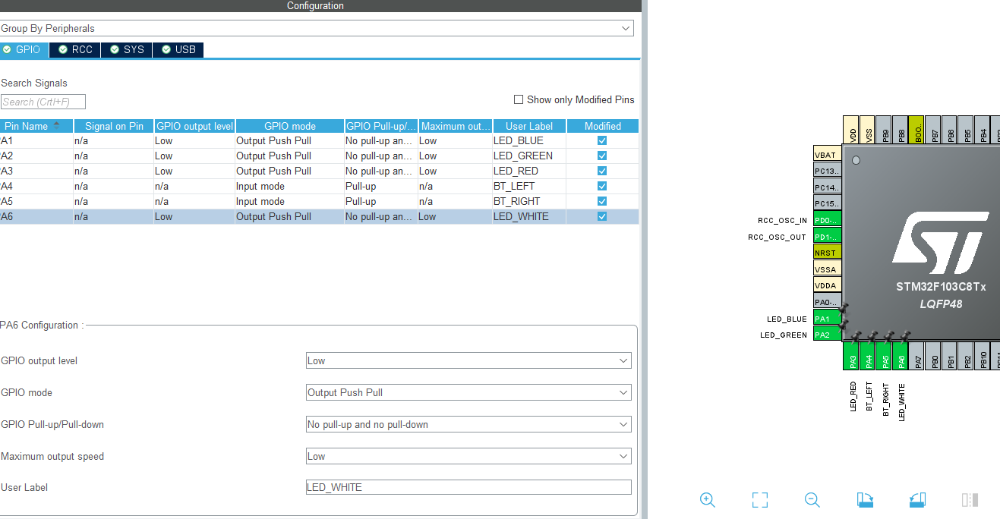 Configuration
Group By Peripherals
GPIO RCC SYS USB
Search Signals
Search (Crtl+F)
Show only Modified Pins
Pin Name Signal on Pin GPIO output level GPIO mode GPIO Pull-up/... Maximum out... User Label Modified
A1 n/a Low Output Push Pull No pull-up an... Low LED_BLUE
A2 n/a Low Output Push Pull No pull-up an... Low LED_GREEN
A3 n/a Low Output Push Pull No pull-up an... Low LED_RED
A4 n/a n/a Input mode Pull-up n/a BT_LEFT
A5 n/a n/a Input mode Pull-up n/a BT_RIGHT
A6 n/a Low Output Push Pull No pull-up an... Low LED_WHITE
PA6 Configuration :
GPIO output level Low
GPIO mode Output Push Pull
GPIO Pull-up/Pull-down No pull-up and no pull-down
Maximum output speed Low
User Label LED_WHITE
VDD VSS PB9 PB8 BOO.. PB7 PB6 PB5 PB4
VBAT
PC13..
PC14..
PC15..
RCC_OSC_IN PD0-..
RCC_OSC_OUT PD1-..
NRST
VSSA
VDDA
PA0-..
LED_BLUE PA1
LED_GREEN PA2
ST
STM32F103C8Tx
LQFP48
PA3 PA4 PA5 PA6 PA7 PB0 PB1 PB2 PB10
LED_RED BT_LEFT BT_RIGHT LED_WHITE